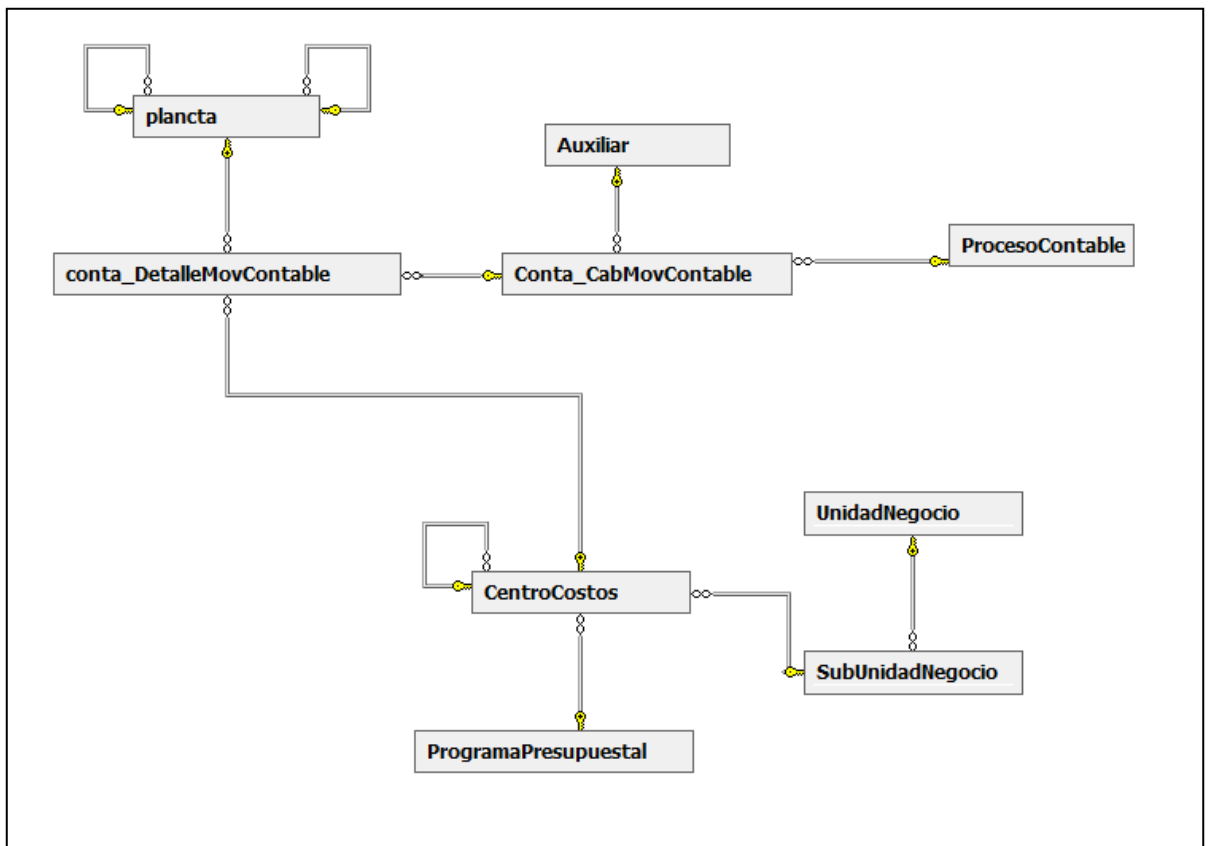 plancta
Auxiliar
ProcesoContable
conta_DetalleMovContable
Conta_CabMovContable
UnidadNegocio
CentroCostos
SubUnidadNegocio
ProgramaPresupuestal